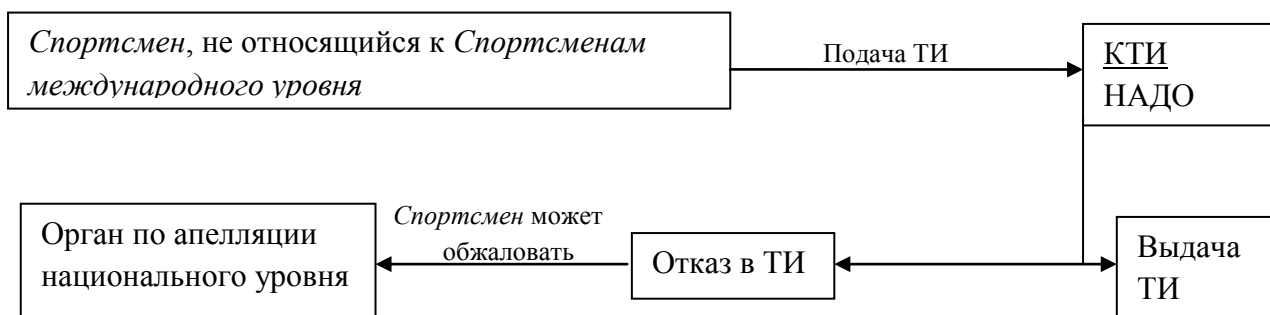 Спортсмен, не относящийся к Спортсменам
международного уровня
Подача ТИ
КТИ
НАДО
Орган по апелляции
национального уровня
Спортсмен может
обжаловать
Отказ в ТИ
Выдача
ТИ